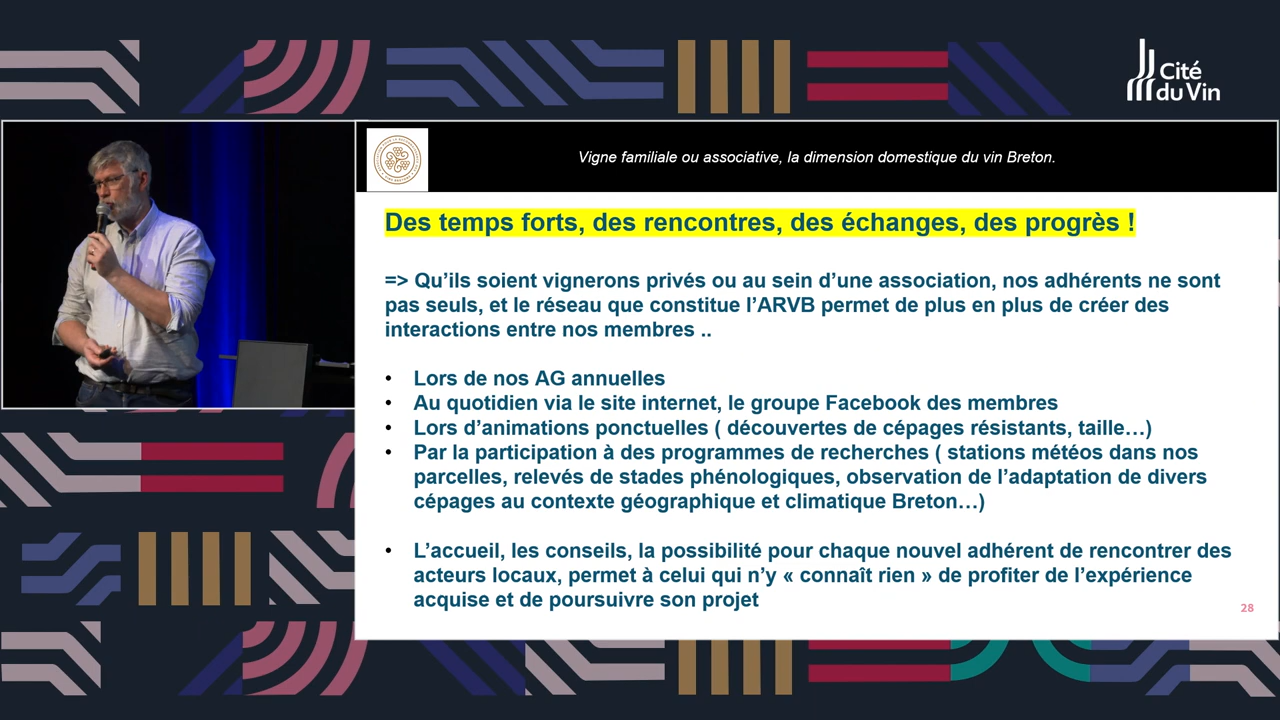 Cité
du Vin
Vigne familiale ou associative, la dimension domestique du vin Breton.
Des temps forts, des rencontres, des échanges, des progrès !
=> Qu’ils soient vignerons privés ou au sein d’une association, nos adhérents ne sont
pas seuls, et le réseau que constitue l’ARVB permet de plus en plus de créer des
interactions entre nos membres ..
• Lors de nos AG annuelles
• Au quotidien via le site internet, le groupe Facebook des membres
• Lors d’animations ponctuelles ( découvertes de cépages résistants, taille…)
• Par la participation à des programmes de recherches ( stations météos dans nos
parcelles, relevés de stades phénologiques, observation de l’adaptation de divers
cépages au contexte géographique et climatique Breton…)
• L’accueil, les conseils, la possibilité pour chaque nouvel adhérent de rencontrer des
acteurs locaux, permet à celui qui n’y « connaît rien » de profiter de l’expérience
acquise et de poursuivre son projet
28